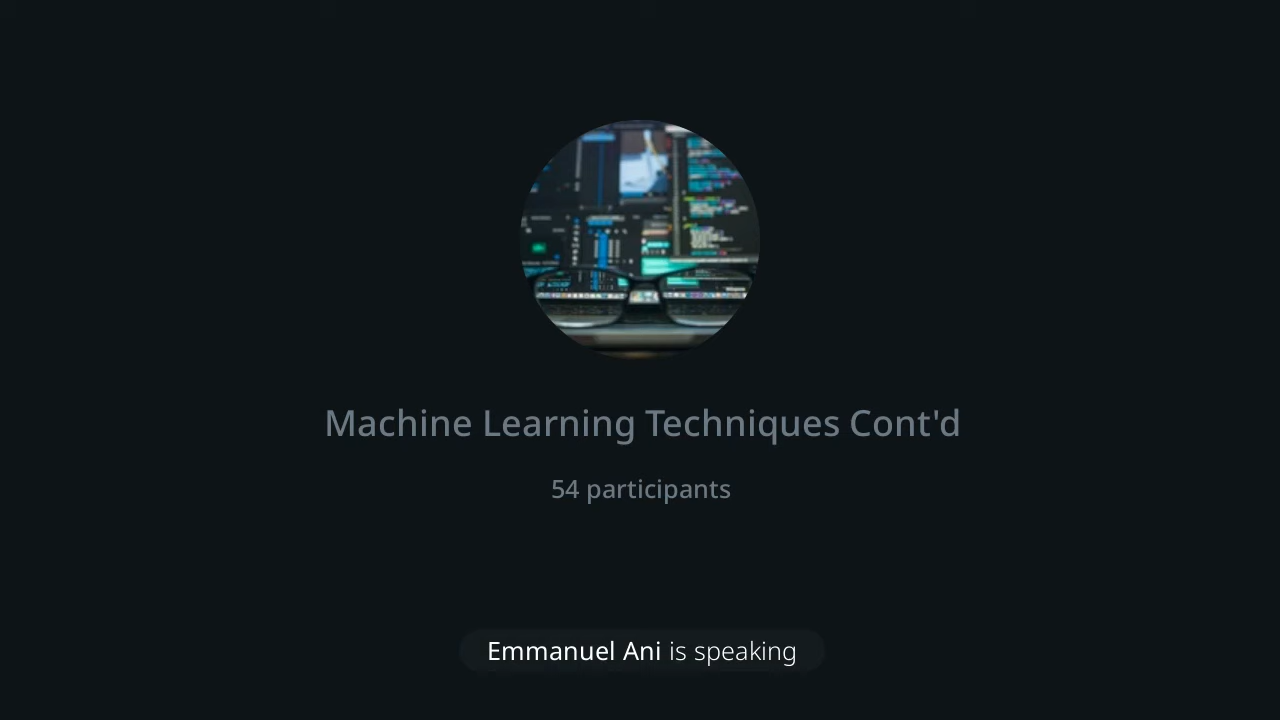 Machine Learning Techniques Cont'd
54 participants
Emmanuel Ani is speaking